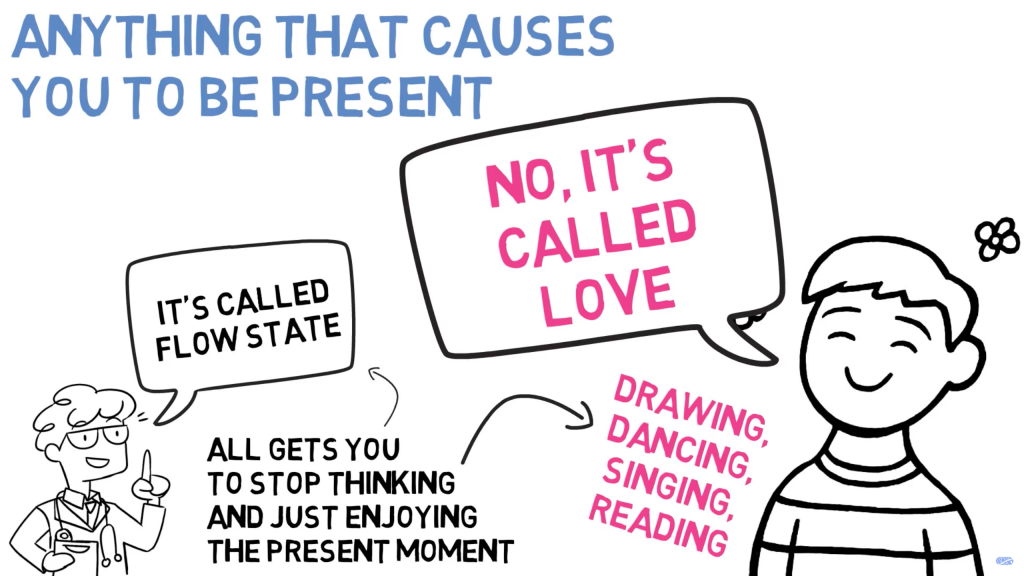 ANYTHING THAT CAUSES
YOU TO BE PRESENT
NO, IT'S
CALLED
LOVE
IT'S CALLED
FLOW STATE
DRAWING,
DANCING,
SINGING,
READING
ALL GETS YOU
TO STOP THINKING
AND JUST ENJOYING
THE PRESENT MOMENT